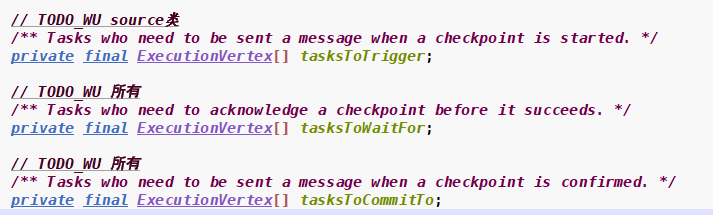 // TODO_WU source类
/** Tasks who need to be sent a message when a checkpoint is started. */
private final ExecutionVertex[] tasksToTrigger;
// TODO_WU 所有
/** Tasks who need to acknowledge a checkpoint before it succeeds. */
private final ExecutionVertex[] tasksToWaitFor;
// TODO_WU 所有
/** Tasks who need to be sent a message when a checkpoint is confirmed. */
private final ExecutionVertex[] tasksToCommitTo;